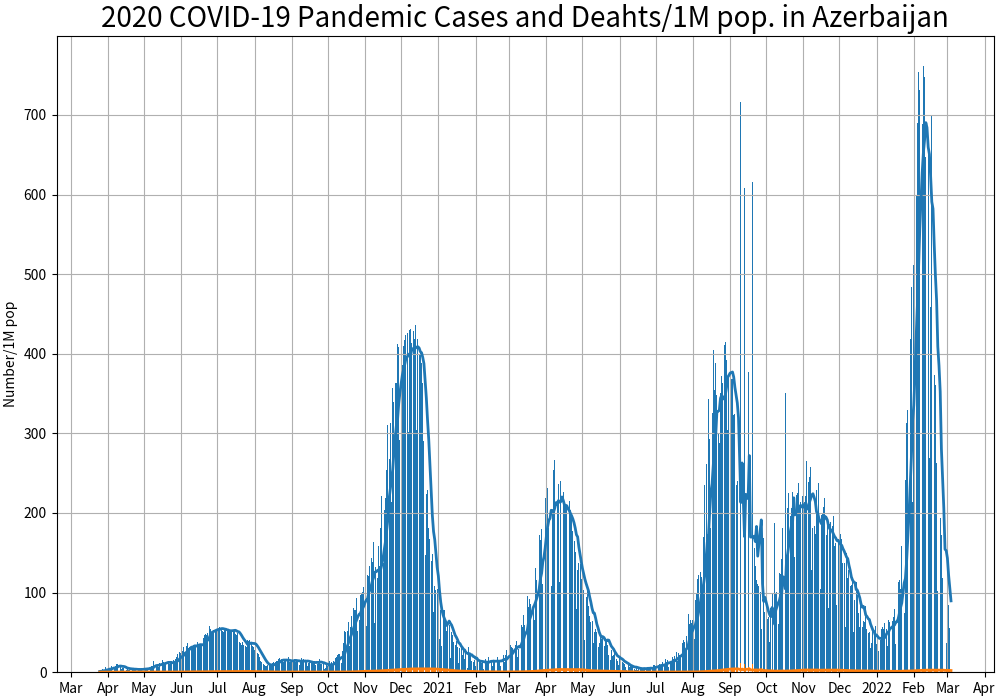 2020 COVID-19 Pandemic Cases and Deahts/1M pop. in Azerbaijan
Number/1M pop
700
600
500
400
300
200
100
0
Mar Apr May Jun Jul Aug Sep Oct Nov Dec 2021 Feb Mar Apr May Jun Jul Aug Sep Oct Nov Dec 2022 Feb Mar Apr